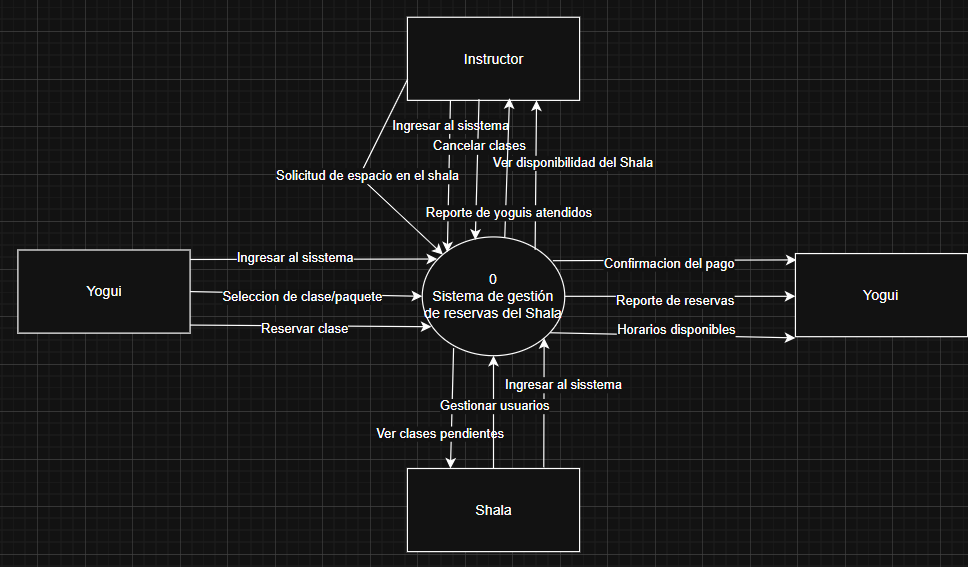 Instructor
Ingresar al sisstema
Cancelar clases
Ver disponibilidad del Shala
Solicitud de espacio en el shala
Reporte de yoguis atendidos
Yogui
Ingresar al sisstema
Seleccion de clase/paquete
Reservar clase
0
Sistema de gestión
de reservas del Shala
Confirmacion del pago
Reporte de reservas
Horarios disponibles
Yogui
Ingresar al sisstema
Gestionar usuarios
Ver clases pendientes
Shala